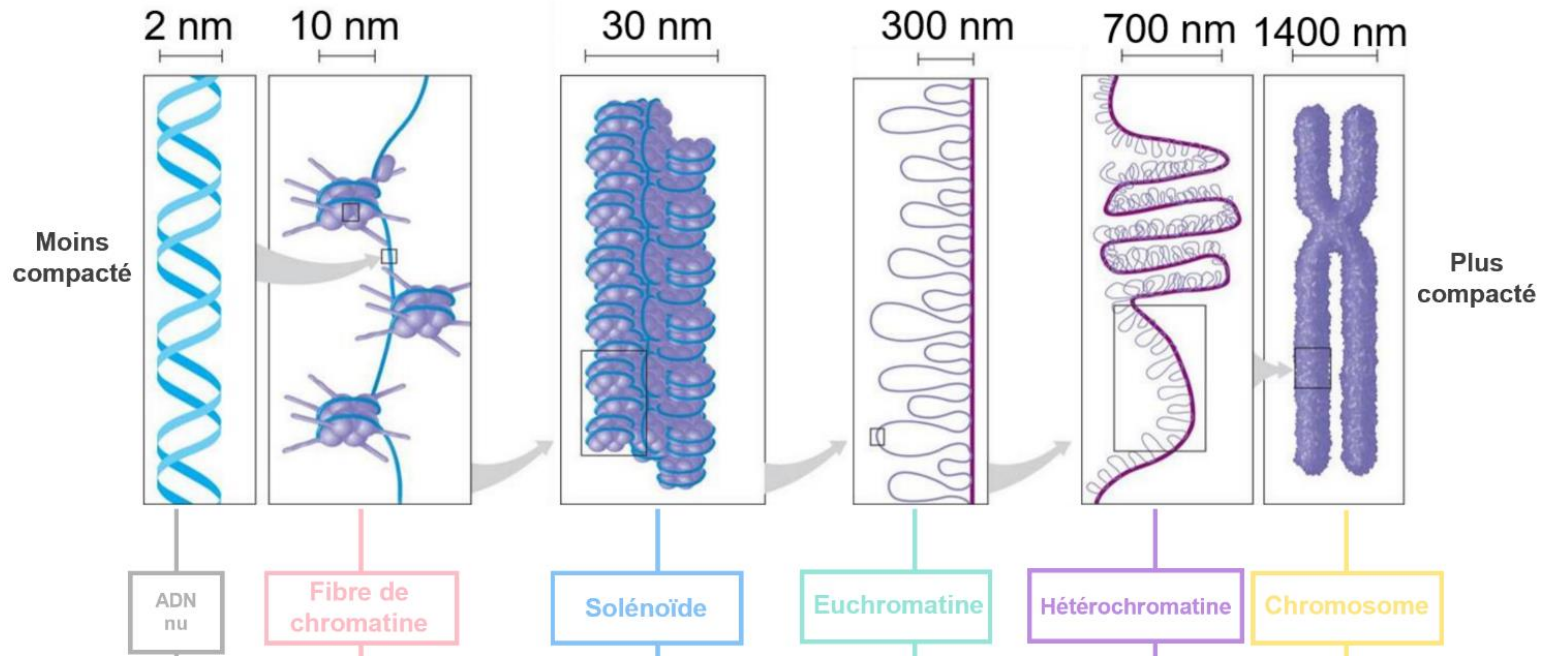 2 nm
10 nm
30 nm
300 nm
700 nm
1400 nm
Moins
compacté
Plus
compacté
ADN
nu
Fibre de
chromatine
Solénoïde
Euchromatine
Hétérochromatine
Chromosome